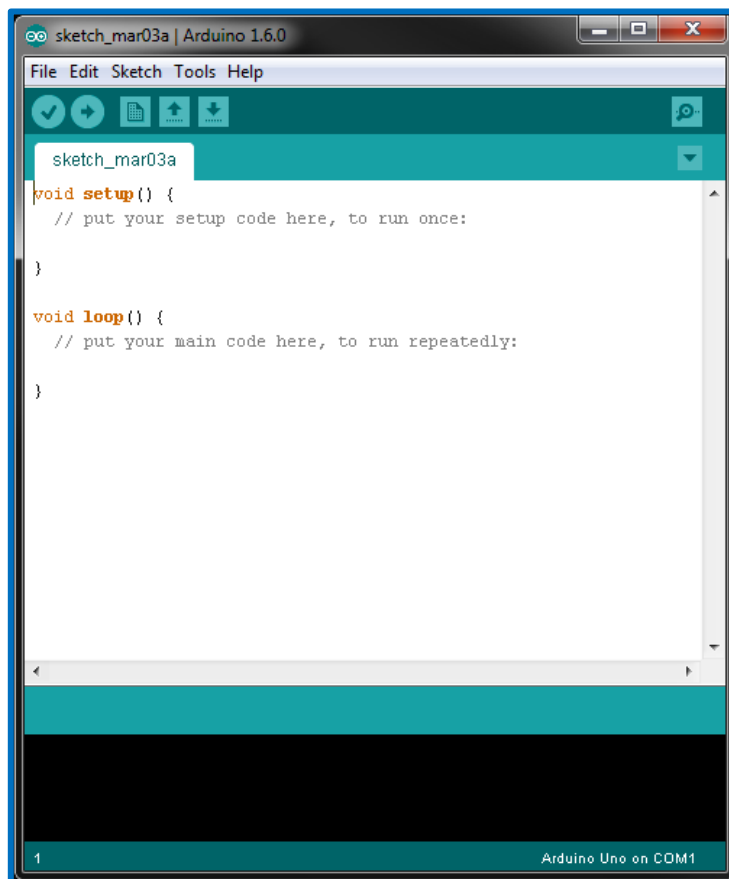 sketch_mar03a | Arduino 1.6.0
File Edit Sketch Tools Help
sketch_mar03a
void setup() {
  // put your setup code here, to run once:
}
void loop() {
  // put your main code here, to run repeatedly:
}
1 Arduino Uno on COM1